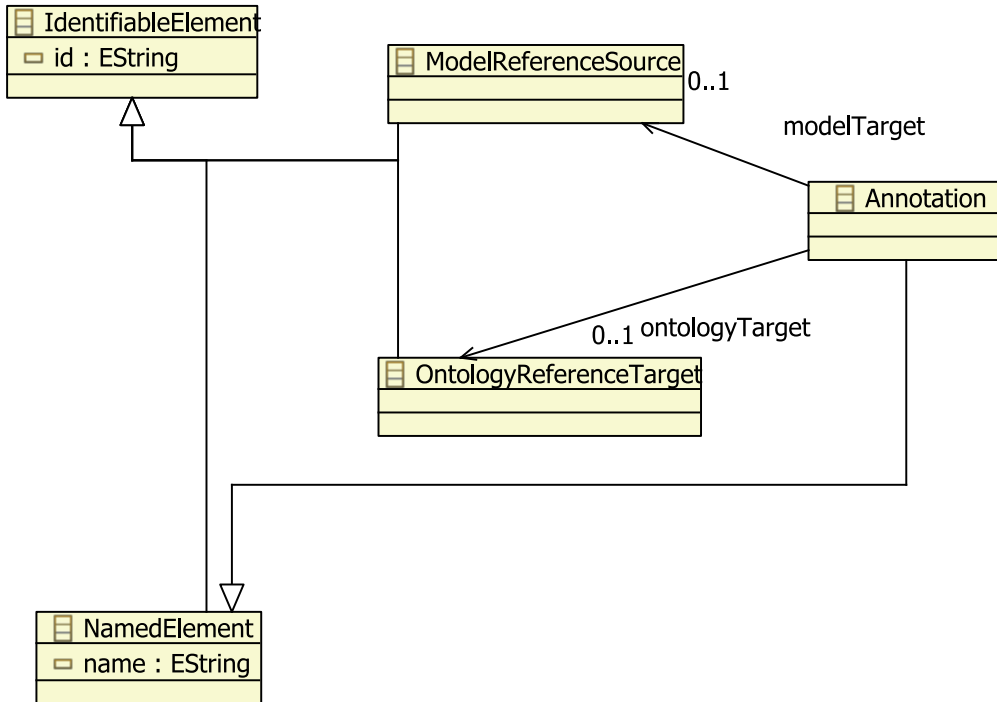 IdentifiableElement
id : EString
ModelReferenceSource
0..1
modelTarget
Annotation
0..1 ontologyTarget
OntologyReferenceTarget
NamedElement
name : EString